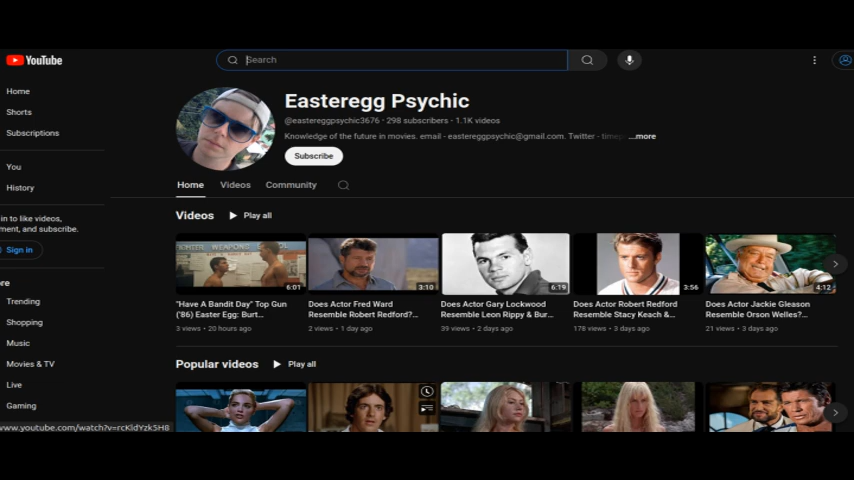 YouTube
Search
Home
Shorts
Subscriptions
You
History
in to like videos,
ment, and subscribe.
Sign in
re
Trending
Shopping
Music
Movies & TV
Live
Gaming
www.youtube.com/watch?v=rcKldYzk5H8
Easteregg Psychic
@eastereggpsychic3676 · 298 subscribers · 1.1K videos
Knowledge of the future in movies. email - eastereggpsychic@gmail.com. Twitter - ...more
Subscribe
Home Videos Community
Videos Play all
WEAPONS
6:01
3:10
6:19
3:56
4:12
"Have A Bandit Day" Top Gun
('86) Easter Egg: Burt...
3 views • 20 hours ago
Does Actor Fred Ward
Resemble Robert Redford?...
2 views • 1 day ago
Does Actor Gary Lockwood
Resemble Leon Rippy & Bur...
39 views • 2 days ago
Does Actor Robert Redford
Resemble Stacy Keach &...
178 views • 3 days ago
Does Actor Jackie Gleason
Resemble Orson Welles?...
21 views • 3 days ago
Popular videos Play all